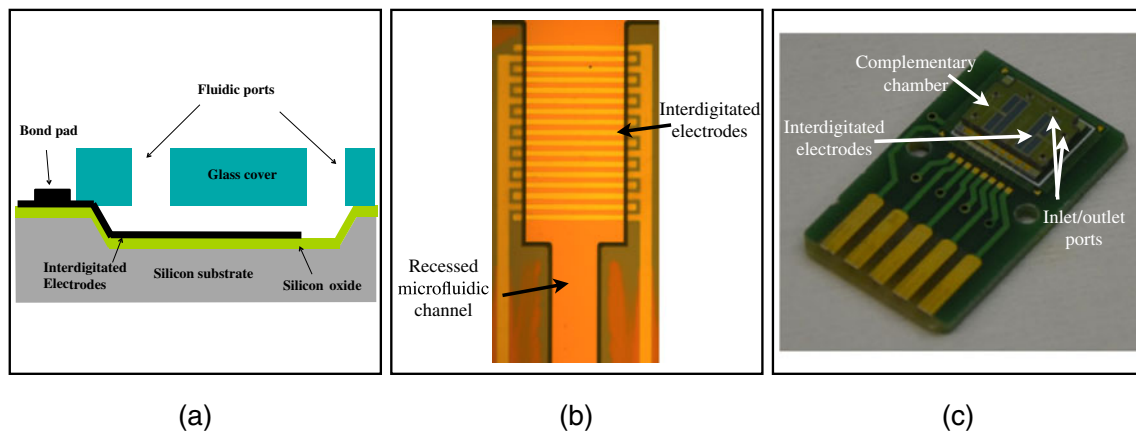 Fluidic ports
Bond pad
Glass cover
Interdigitated
Electrodes
Silicon substrate
Silicon oxide
(a)
Interdigitated
electrodes
Recessed
microfluidic
channel
(b)
Complementary
chamber
Interdigitated
electrodes
Inlet/outlet
ports
(c)